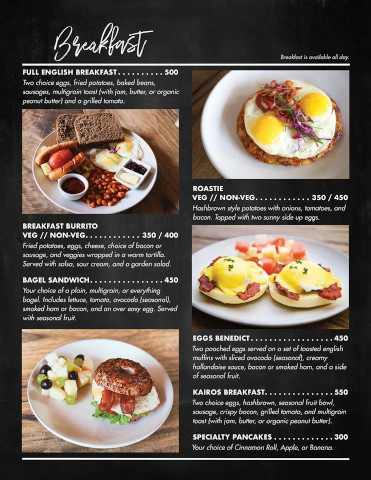 Breakfast
Breakfast is available all day.
FULL ENGLISH BREAKFAST.......... 500
Two choice eggs, fried potatoes, baked beans,
sausages, multigrain toast (with jam, butter, or organic
peanut butter) and a grilled tomato.
BREAKFAST BURRITO
VEG // NON-VEG............ 350 / 400
Fried potatoes, eggs, cheese, choice of bacon or
sausage, and veggies wrapped in a warm tortilla.
Served with salsa, sour cream, and a garden salad.
BAGEL SANDWICH..................450
Your choice of a plain, multigrain, or everything
bagel. Includes lettuce, tomato, avocado (seasonal),
smoked ham or bacon, and an over easy egg. Served
with seasonal fruit.
ROASTIE
VEG // NON-VEG............ 350 / 450
Hashbrown style potatoes with onions, tomatoes, and
bacon. Topped with two sunny side up eggs.
EGGS BENEDICT....................450
Two poached eggs served on a set of toasted english
muffins with sliced avocado (seasonal), creamy
hollandaise sauce, bacon or smoked ham, and a side
of seasonal fruit.
KAIROS BREAKFAST................550
Two choice eggs, hashbrown, seasonal fruit bowl,
sausage, crispy bacon, grilled tomato, and multigrain
toast (with jam, butter, or organic peanut butter).
SPECIALTY PANCAKES.............300
Your choice of Cinnamon Roll, Apple, or Banana.